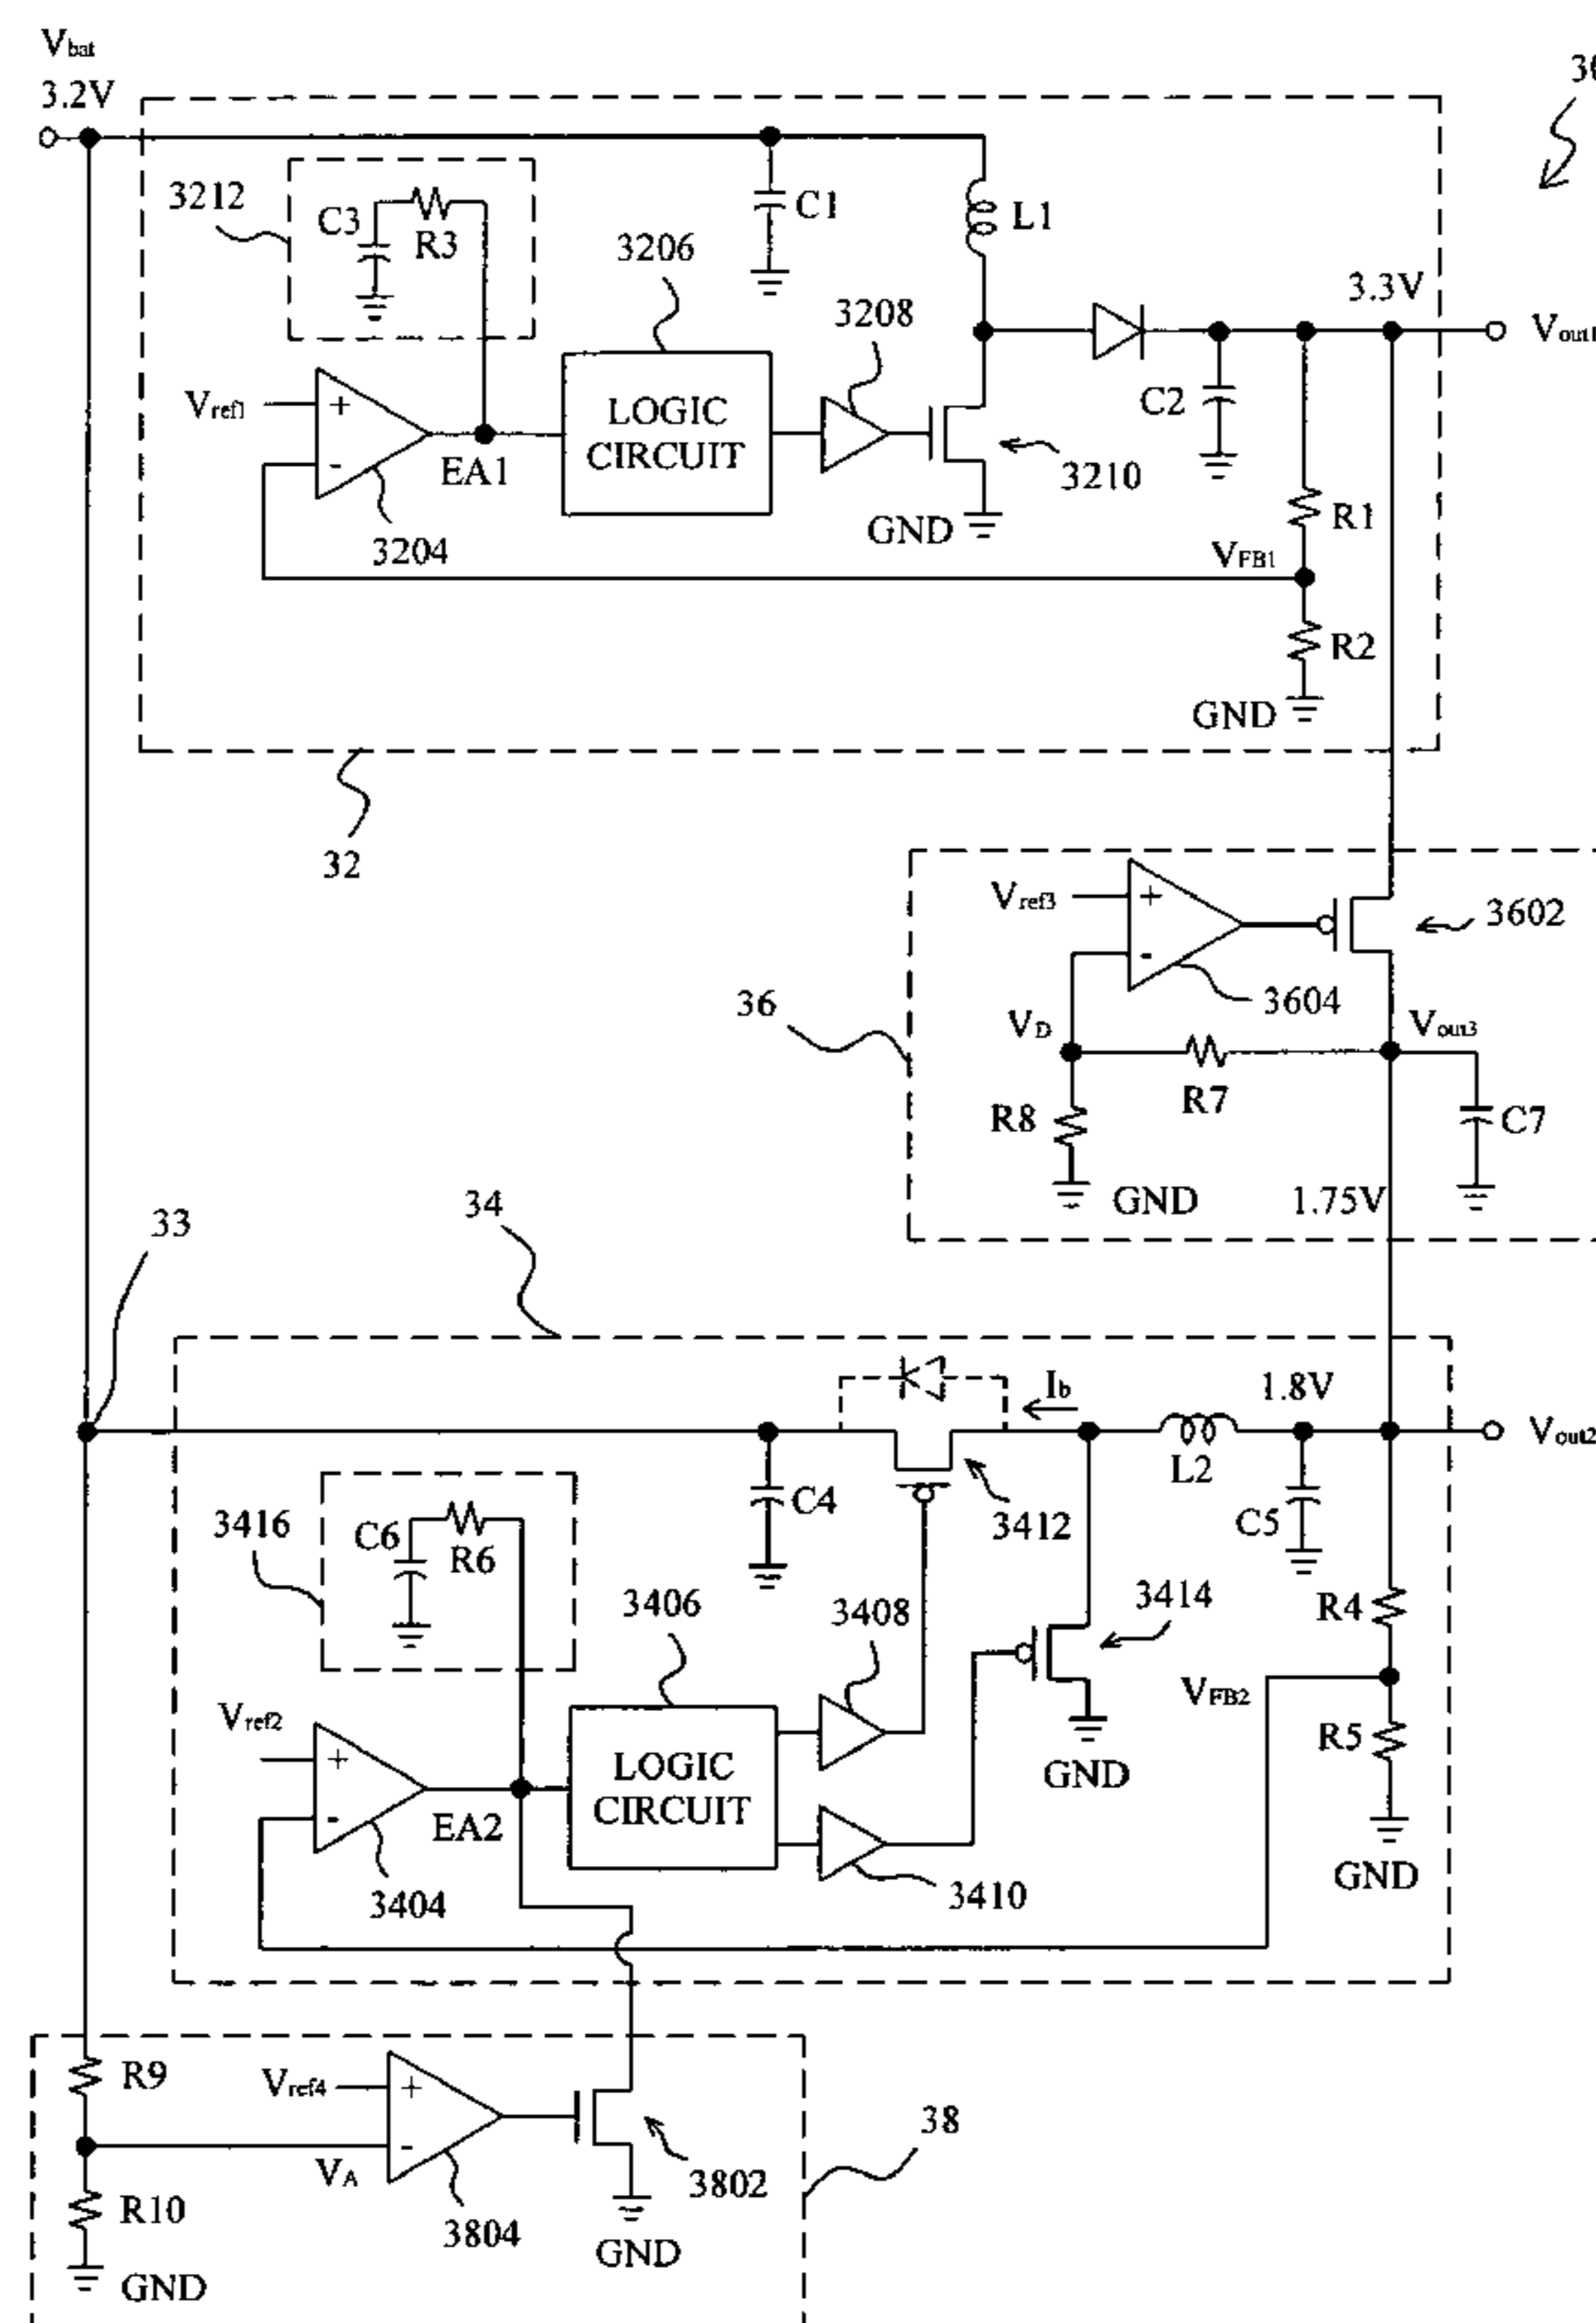 Vbat
3.2V
3212
C3
R3
C1
L1
3206
3208
3.3V
Vout1
Vref1
+
-
EA1
LOGIC
CIRCUIT
C2
3210
GND
3204
R1
VFB1
R2
GND
32
Vref3
+
-
3602
3604
36
VD
Vout3
R7
R8
C7
GND
1.75V
34
33
Ib
1.8V
Vout2
L2
C4
3412
C5
3416
C6
R6
3406
3408
3414
R4
VFB2
Vref2
+
-
LOGIC
CIRCUIT
EA2
GND
R5
3404
3410
GND
R9
Vref4
+
-
38
VA
3802
R10
3804
GND
GND